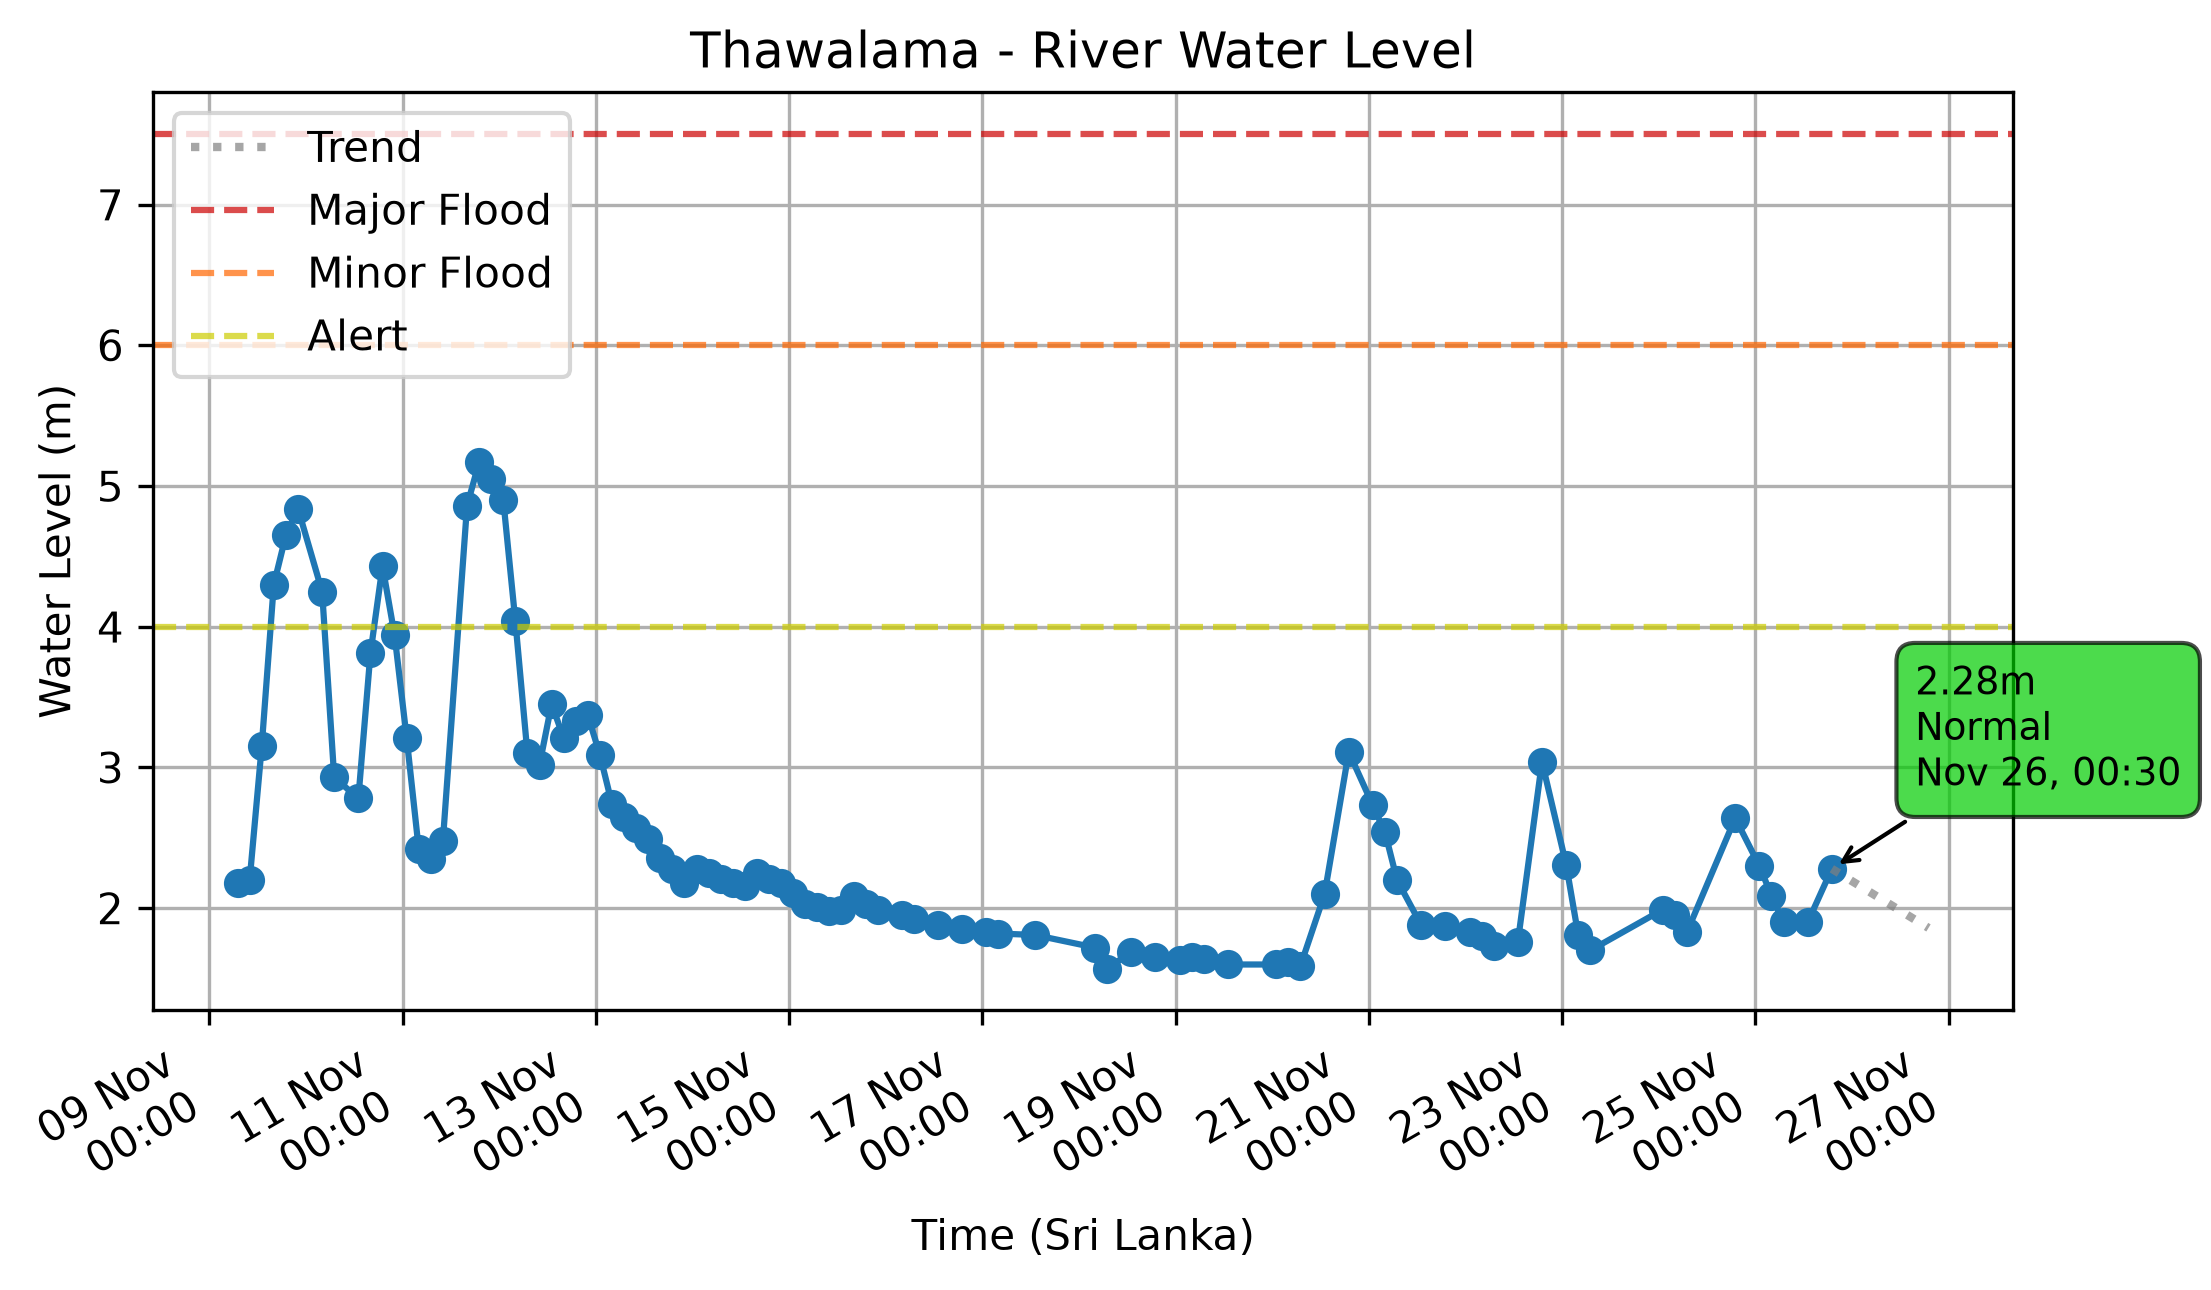 Thawalama - River Water Level
Trend
Major Flood
Minor Flood
Alert
7
6
5
4
3
2
Water Level (m)
2.28m
Normal
Nov 26, 00:30
09 Nov
00:00
11 Nov
00:00
13 Nov
00:00
15 Nov
00:00
17 Nov
00:00
19 Nov
00:00
21 Nov
00:00
23 Nov
00:00
25 Nov
00:00
27 Nov
00:00
Time (Sri Lanka)